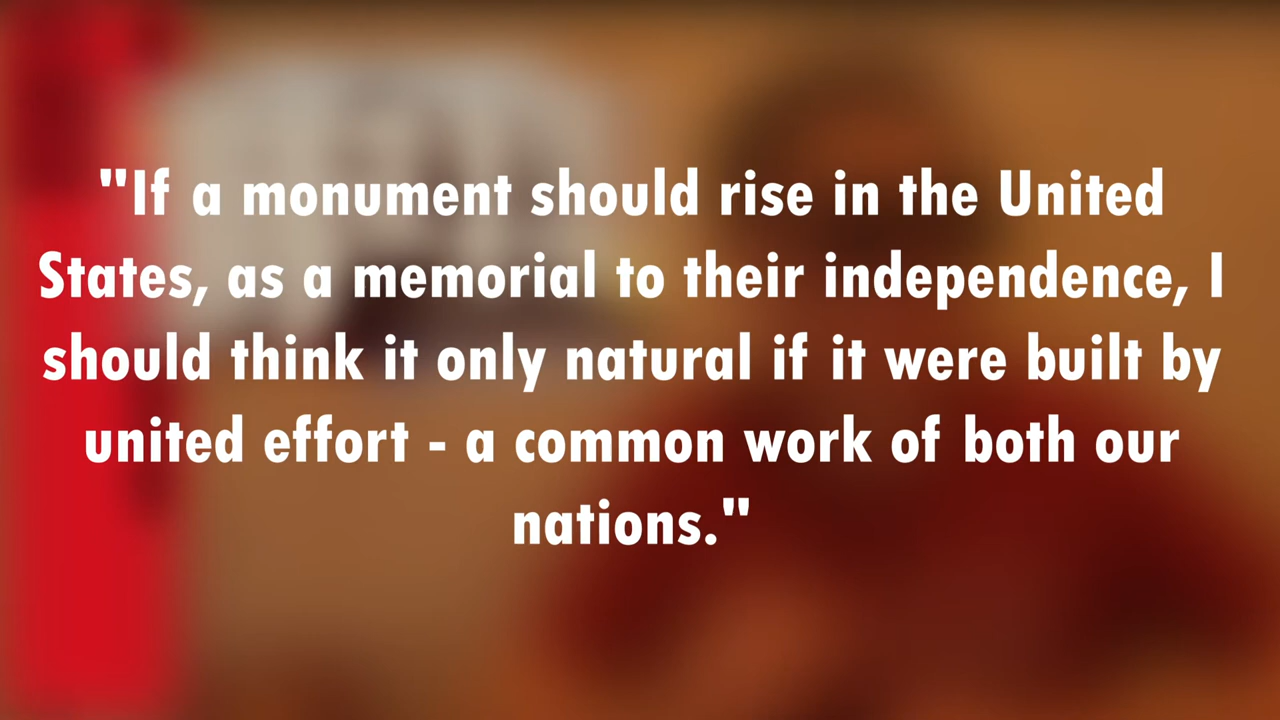 "If a monument should rise in the United
States, as a memorial to their independence, I
should think it only natural if it were built by
united effort - a common work of both our
nations."